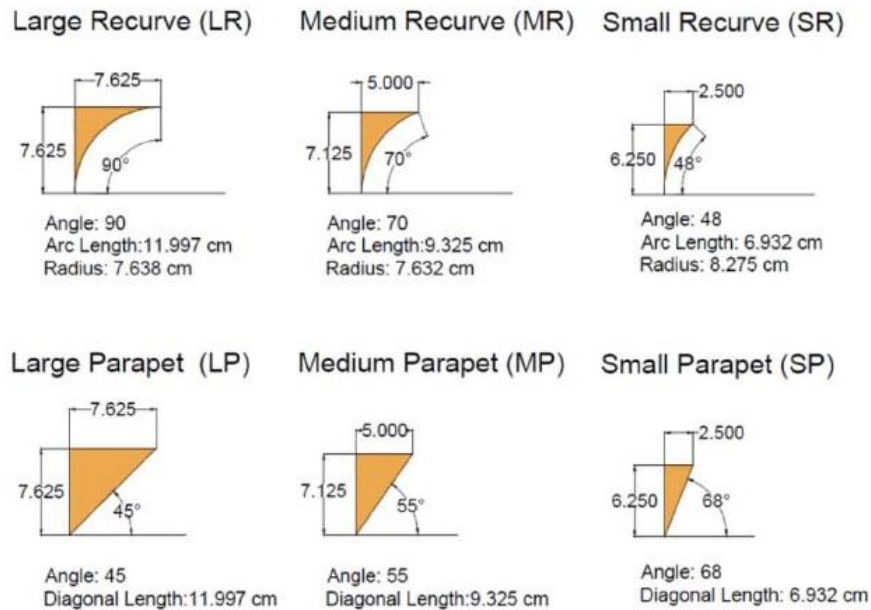 Large Recurve (LR)
Medium Recurve (MR)
Small Recurve (SR)
7.625
7.625
90°
Angle: 90
Arc Length:11.997 cm
Radius: 7.638 cm
5.000
7.125
70°
Angle: 70
Arc Length:9.325 cm
Radius: 7.632 cm
2.500
6.250
48°
Angle: 48
Arc Length: 6.932 cm
Radius: 8.275 cm
Large Parapet (LP)
Medium Parapet (MP)
Small Parapet (SP)
7.625
7.625
45°
Angle: 45
Diagonal Length:11.997 cm
5.000
7.125
55°
Angle: 55
Diagonal Length:9.325 cm
2.500
6.250
68°
Angle: 68
Diagonal Length: 6.932 cm